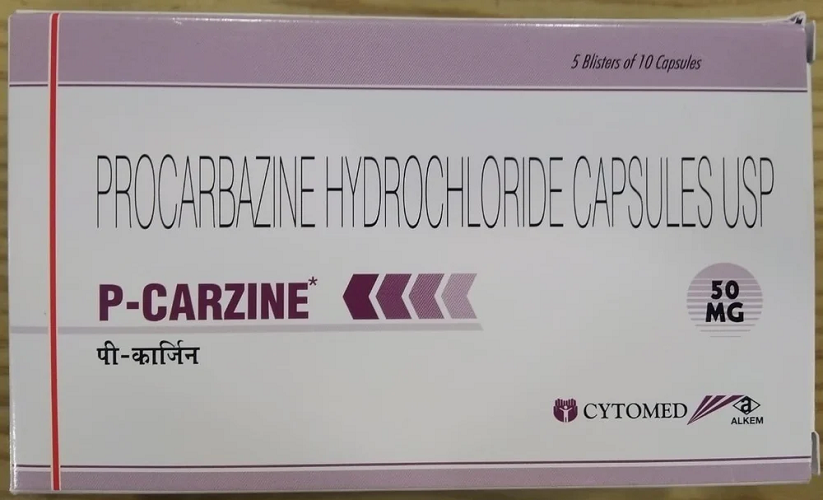 5 Blisters of 10 Capsules
PROCARBAZINE HYDROCHLORIDE CAPSULES USP
P-CARZINE*
50
MG
पी-कार्जिन
CYTOMED
a
ALKEM